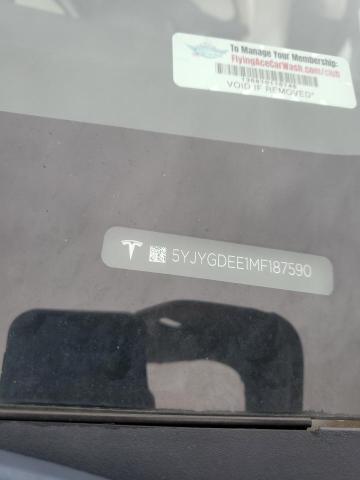 To Manage Your Membership:
FlyingAceCarWash.com/club
VOID IF REMOVED*
5YJYGDEE1MF187590